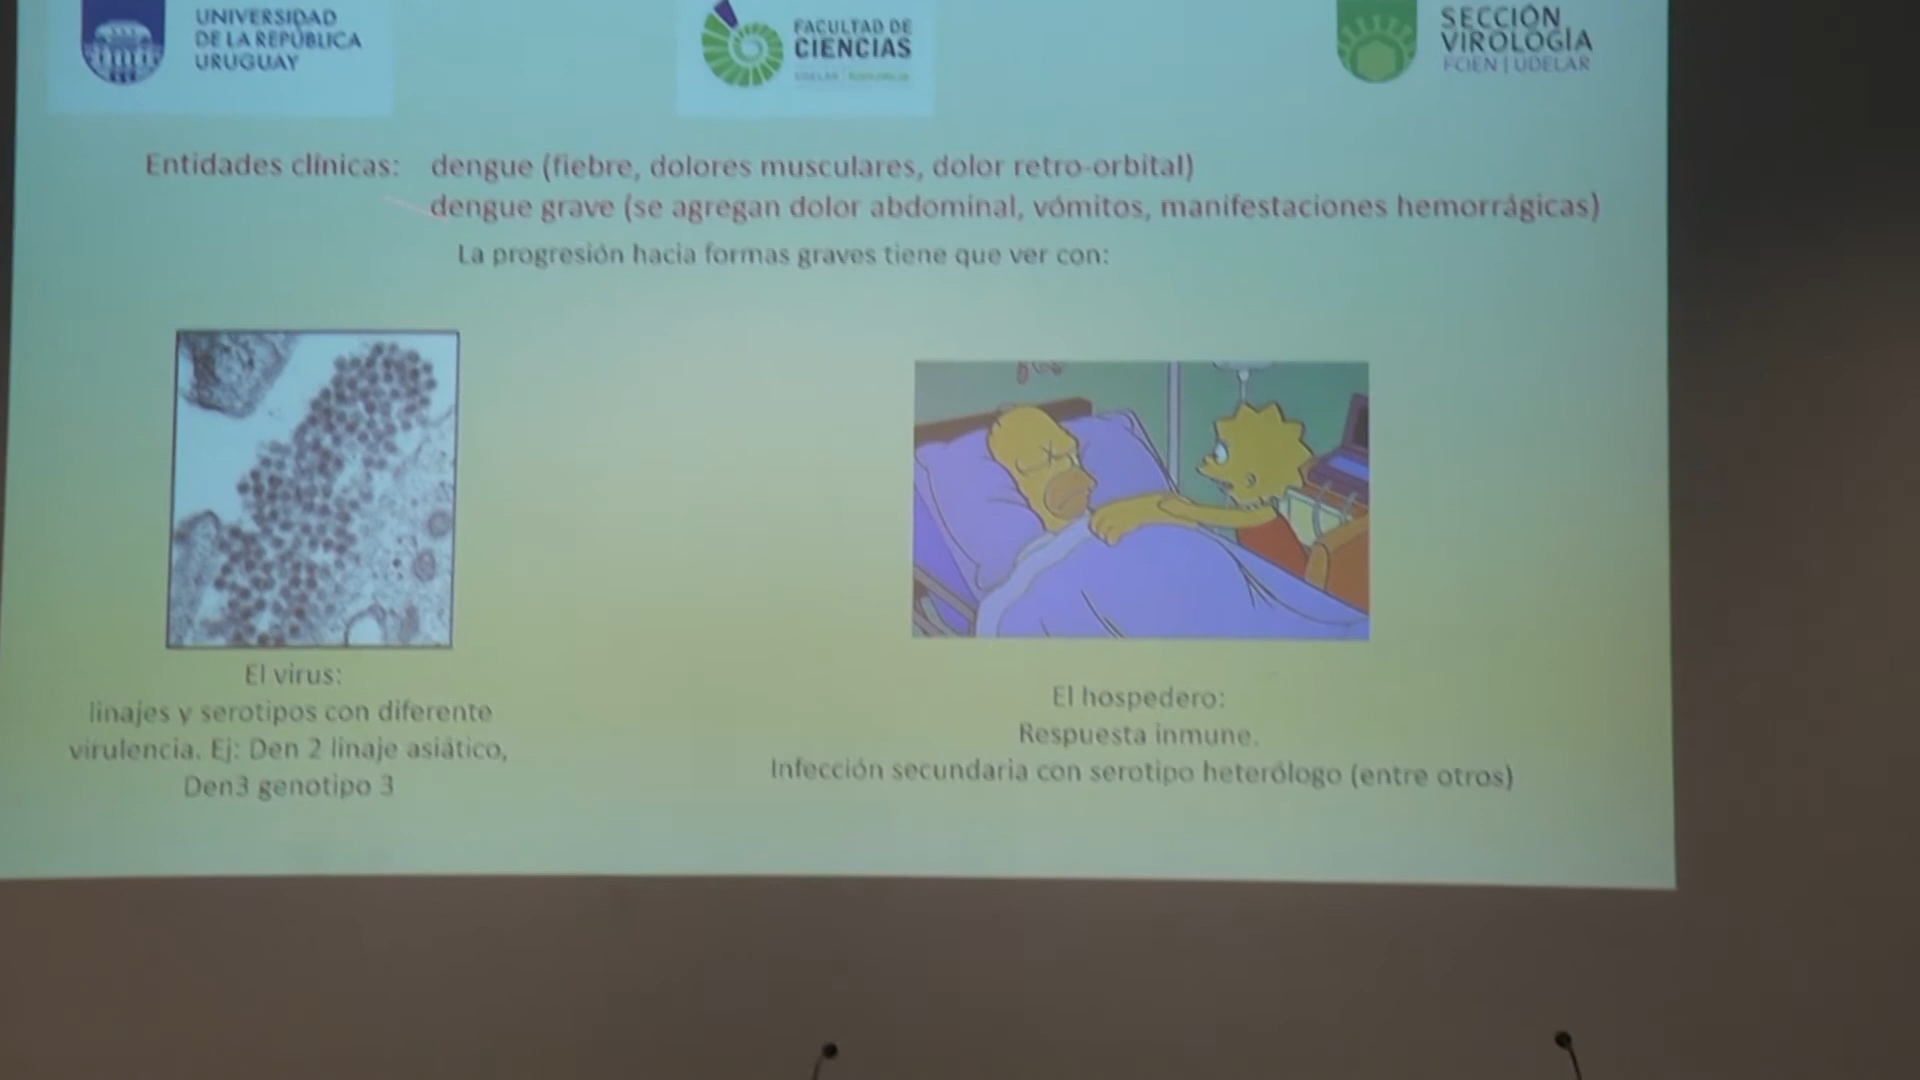 UNIVERSIDAD
DE LA REPÚBLICA
URUGUAY
FACULTAD DE
CIENCIAS
SECCIÓN
VIROLOGÍA
FCIEN | UDELAR
Entidades clínicas: dengue (fiebre, dolores musculares, dolor retro-orbital)
dengue grave (se agregan dolor abdominal, vómitos, manifestaciones hemorrágicas)
La progresión hacia formas graves tiene que ver con:
El virus:
linajes y serotipos con diferente
virulencia. Ej: Den 2 linaje asiático,
Den3 genotipo 3
El hospedero:
Respuesta inmune.
Infección secundaria con serotipo heterólogo (entre otros)